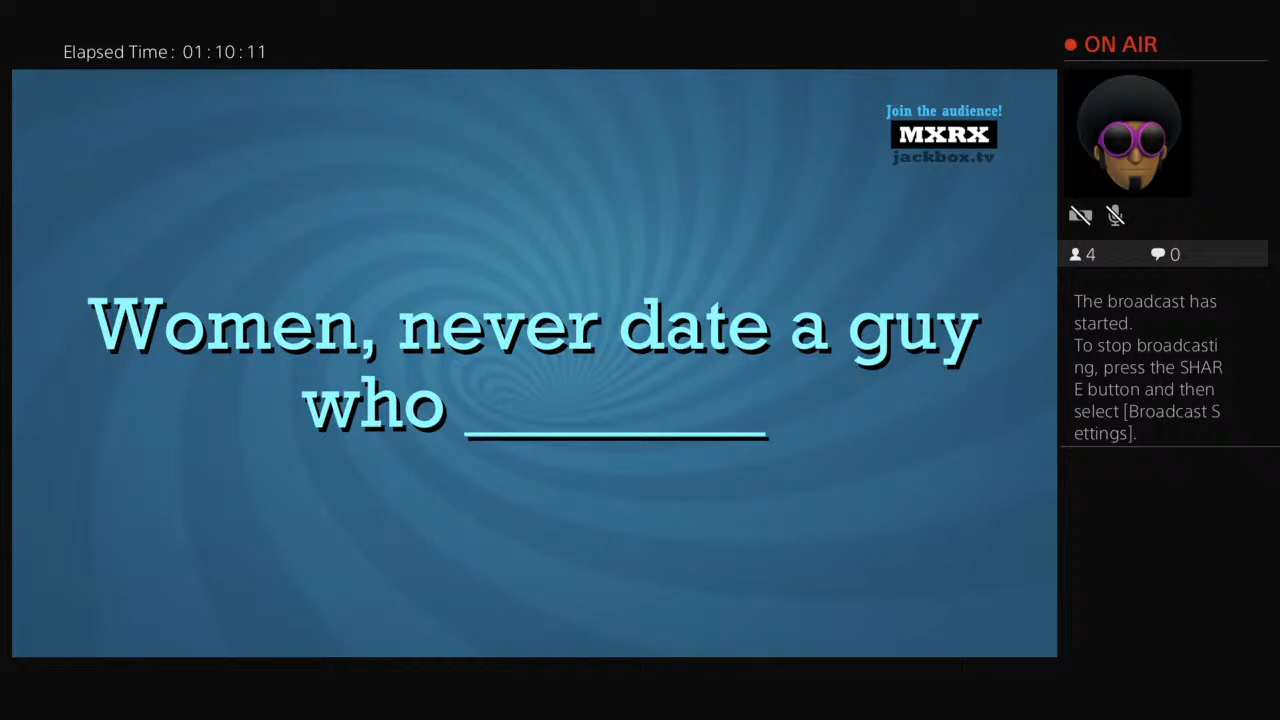 Elapsed Time: 01:10:11
ON AIR
Join the audience!
MXRX
jackbox.tv
4
0
Women, never date a guy
who __________
The broadcast has
started.
To stop broadcasti
ng, press the SHAR
E button and then
select [Broadcast S
ettings].